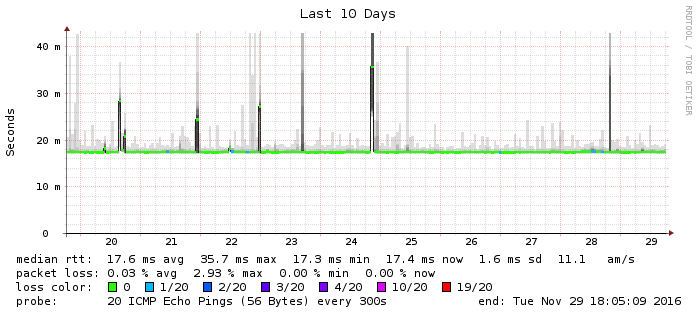 Last 10 Days
RRDTOOL / TOBI OETIKER
Seconds
40 m
30 m
20 m
10 m
0
20 21 22 23 24 25 26 27 28 29
median rtt: 17.6 ms avg 35.7 ms max 17.3 ms min 17.4 ms now 1.6 ms sd 11.1 am/s
packet loss: 0.03 % avg 2.93 % max 0.00 % min 0.00 % now
loss color: 0 1/20 2/20 3/20 4/20 10/20 19/20
probe: 20 ICMP Echo Pings (56 Bytes) every 300s end: Tue Nov 29 18:05:09 2016